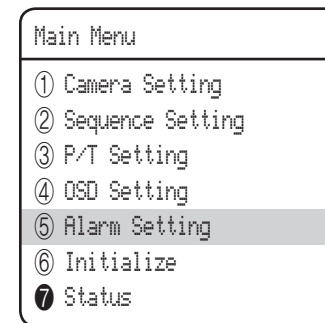 Main Menu
① Camera Setting
② Sequence Setting
③ P/T Setting
④ OSD Setting
⑤ Alarm Setting
⑥ Initialize
❼ Status